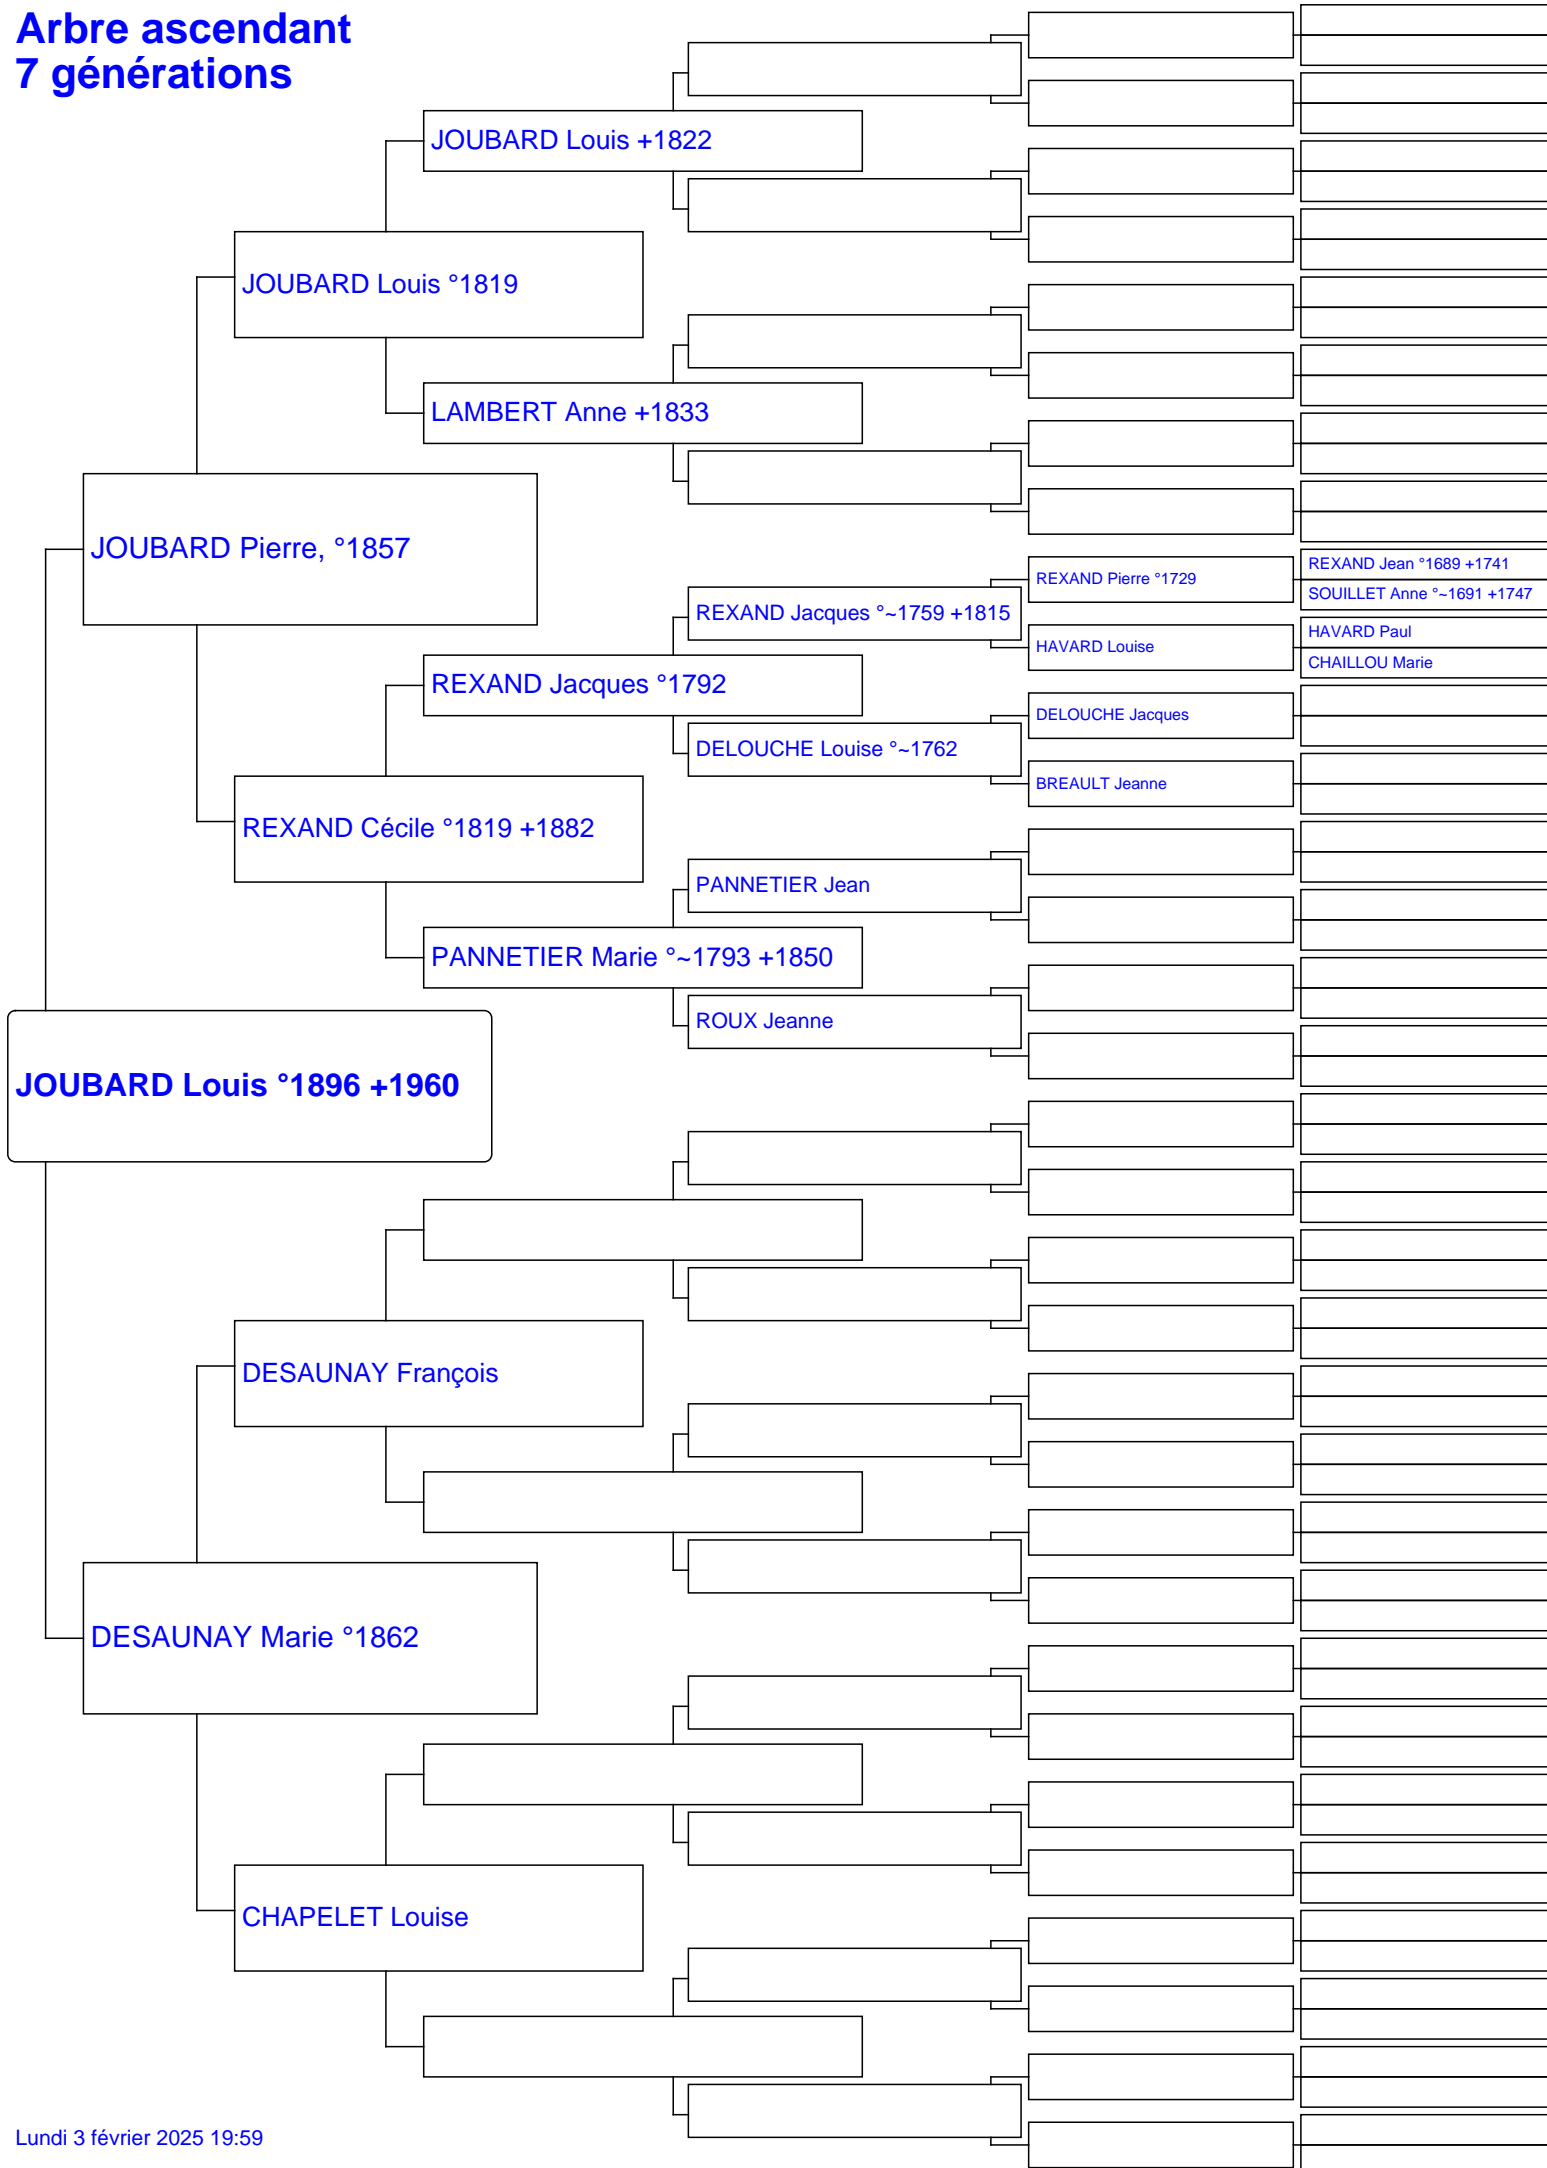 Arbre ascendant
7 générations
JOUBARD Louis +1822
JOUBARD Louis °1819
LAMBERT Anne +1833
JOUBARD Pierre, °1857
REXAND Jean °1689 +1741
REXAND Pierre °1729
SOUILLET Anne °~1691 +1747
REXAND Jacques °~1759 +1815
HAVARD Paul
HAVARD Louise
CHAILLOU Marie
REXAND Jacques °1792
DELOUCHE Jacques
DELOUCHE Louise °~1762
BREAULT Jeanne
REXAND Cécile °1819 +1882
PANNETIER Jean
PANNETIER Marie °~1793 +1850
ROUX Jeanne
JOUBARD Louis °1896 +1960
DESAUNAY François
DESAUNAY Marie °1862
CHAPELET Louise
Lundi 3 février 2025 19:59